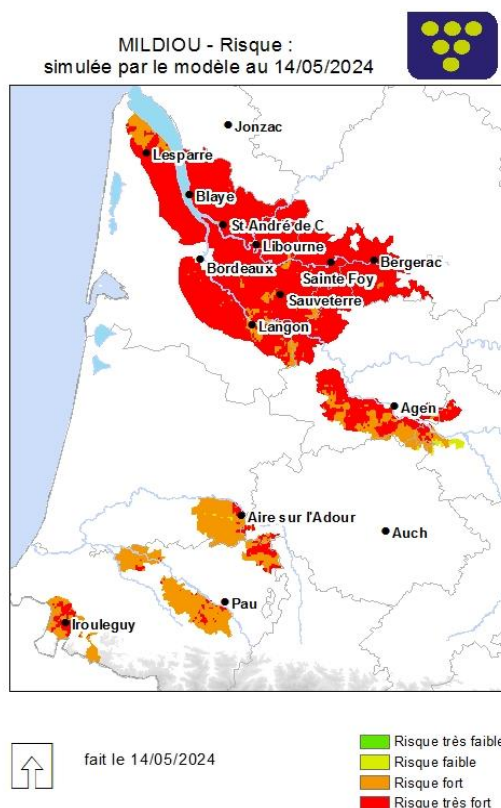 MILDIOU - Risque :
simulée par le modèle au 14/05/2024
Jonzac
Lesparre
Blaye
St André de C
Libourne
Bordeaux
Bergerac
Sainte Foy
Sauveterre
Langon
Agen
Aire sur l'Adour
Auch
Pau
Irouleguy
fait le 14/05/2024
Risque très faible
Risque faible
Risque fort
Risque très fort